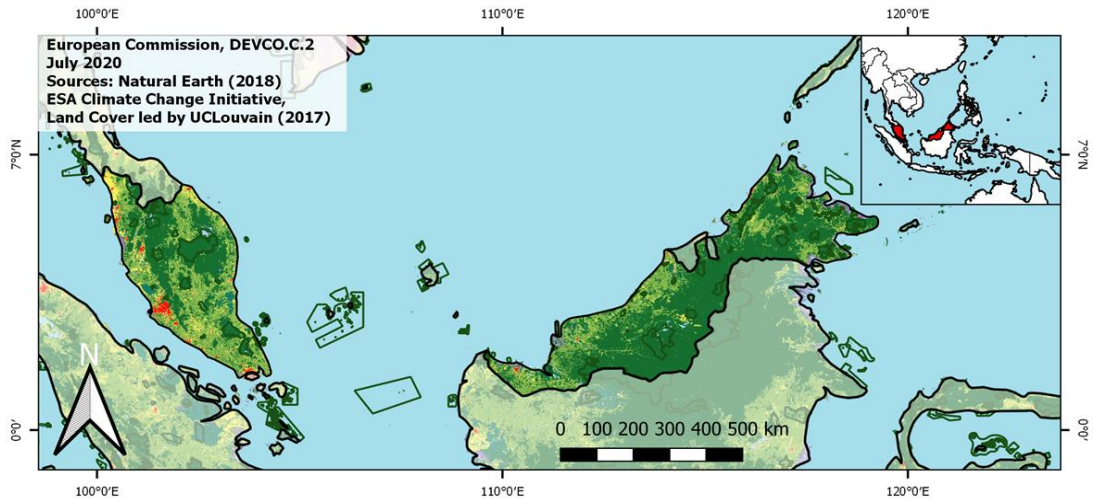 100°0'E
110°0'E
120°0'E
European Commission, DEVCO.C.2
July 2020
Sources: Natural Earth (2018)
ESA Climate Change Initiative,
Land Cover led by UCLouvain (2017)
7°N
7°N
N
0 100 200 300 400 500 km
0°0'
0°0'
100°0'E
110°0'E
120°0'E